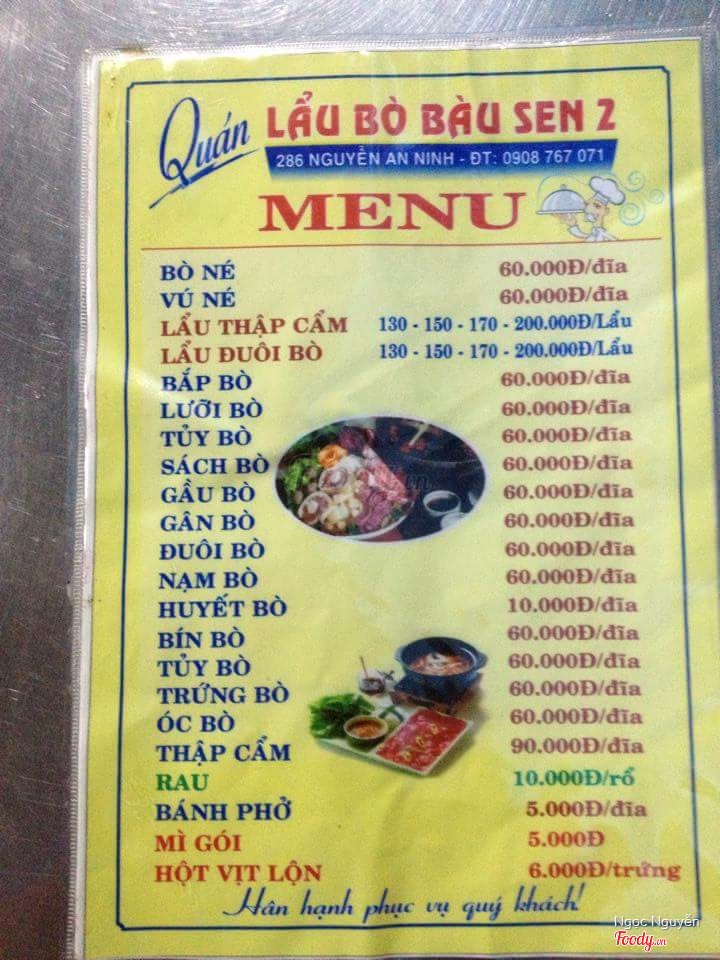 Quán LẨU BÒ BÀU SEN 2
286 NGUYỄN AN NINH - ĐT: 0908 767 071
MENU
BÒ NÉ 60.000Đ/đĩa
VÚ NÉ 60.000Đ/đĩa
LẨU THẬP CẨM 130 - 150 - 170 - 200.000Đ/Lẩu
LẨU ĐUÔI BÒ 130 - 150 - 170 - 200.000Đ/Lẩu
BẮP BÒ 60.000Đ/đĩa
LƯỠI BÒ 60.000Đ/đĩa
TỦY BÒ 60.000Đ/đĩa
SÁCH BÒ 60.000Đ/đĩa
GẦU BÒ 60.000Đ/đĩa
GÂN BÒ 60.000Đ/đĩa
ĐUÔI BÒ 60.000Đ/đĩa
NẠM BÒ 60.000Đ/đĩa
HUYẾT BÒ 10.000Đ/đĩa
BÍN BÒ 60.000Đ/đĩa
TỦY BÒ 60.000Đ/đĩa
TRỨNG BÒ 60.000Đ/đĩa
ÓC BÒ 60.000Đ/đĩa
THẬP CẨM 90.000Đ/đĩa
RAU 10.000Đ/rổ
BÁNH PHỞ 5.000Đ/đĩa
MÌ GÓI 5.000Đ
HỘT VỊT LỘN 6.000Đ/trứng
Hân hạnh phục vụ quý khách!
Ngọc Nguyễn
Foody.vn